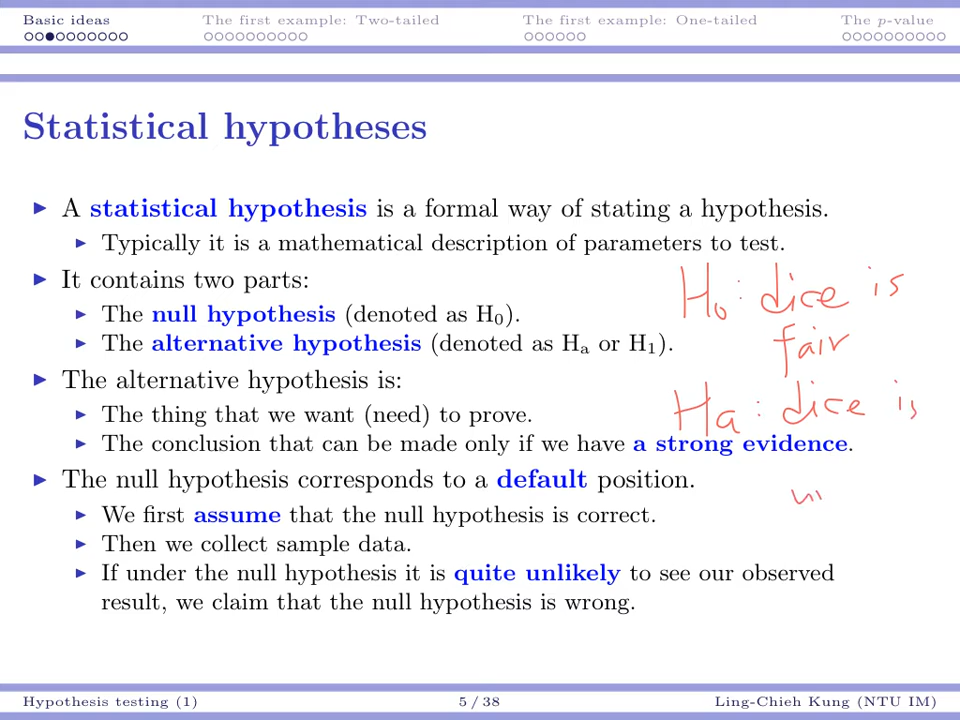 Basic ideas The first example: Two-tailed The first example: One-tailed The p-value
Statistical hypotheses
▶ A statistical hypothesis is a formal way of stating a hypothesis.
▶ Typically it is a mathematical description of parameters to test.
▶ It contains two parts:
▶ The null hypothesis (denoted as H₀).
▶ The alternative hypothesis (denoted as Hₐ or H₁).
H₀: dice is
fair
▶ The alternative hypothesis is:
▶ The thing that we want (need) to prove.
▶ The conclusion that can be made only if we have a strong evidence.
Ha: dice is
▶ The null hypothesis corresponds to a default position.
▶ We first assume that the null hypothesis is correct.
▶ Then we collect sample data.
▶ If under the null hypothesis it is quite unlikely to see our observed
result, we claim that the null hypothesis is wrong.
Hypothesis testing (1) 5 / 38 Ling-Chieh Kung (NTU IM)